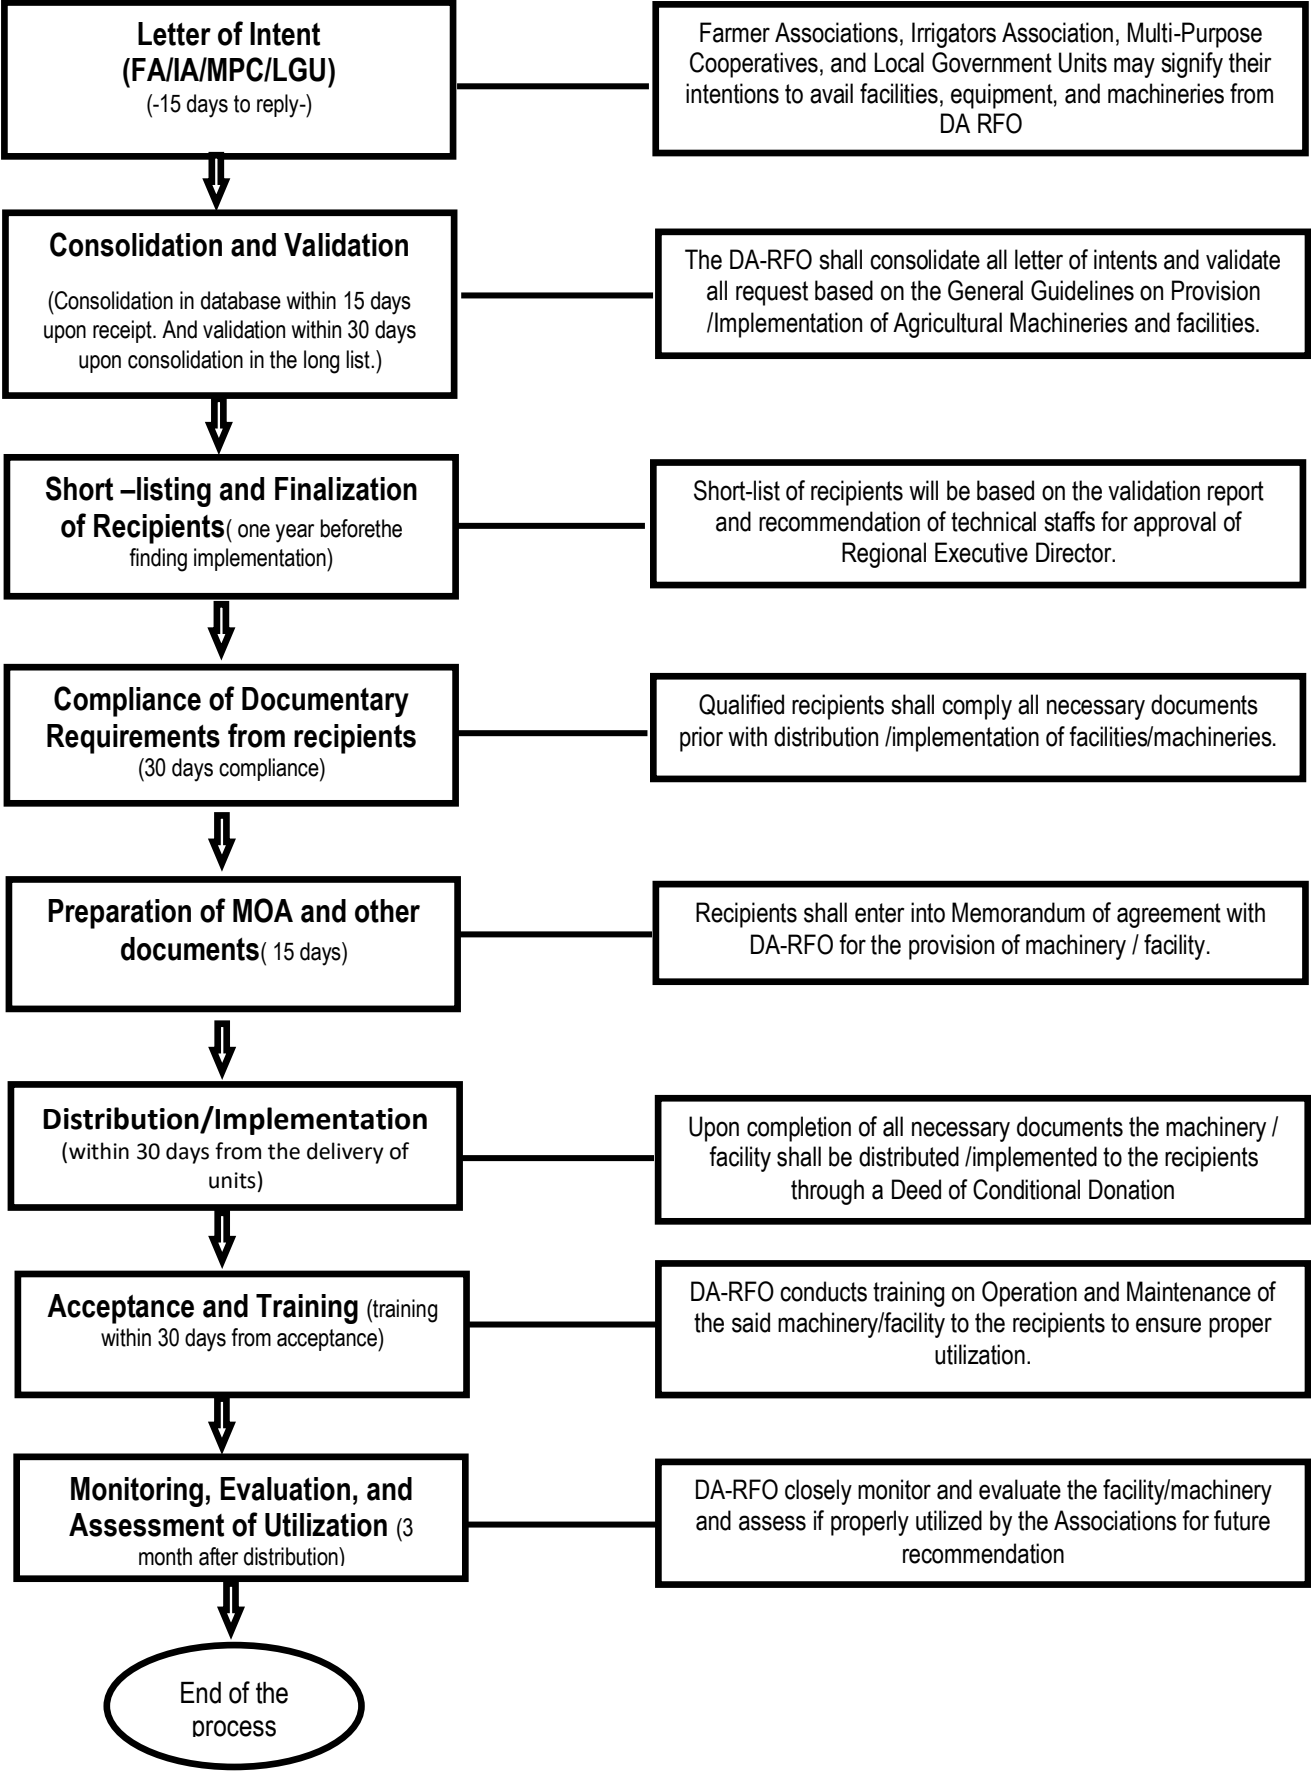 Letter of Intent
(FA/IA/MPC/LGU)
(-15 days to reply-)
Farmer Associations, Irrigators Association, Multi-Purpose
Cooperatives, and Local Government Units may signify their
intentions to avail facilities, equipment, and machineries from
DA RFO
Consolidation and Validation
(Consolidation in database within 15 days
upon receipt. And validation within 30 days
upon consolidation in the long list.)
The DA-RFO shall consolidate all letter of intents and validate
all request based on the General Guidelines on Provision
/Implementation of Agricultural Machineries and facilities.
Short –listing and Finalization
of Recipients( one year beforethe
finding implementation)
Short-list of recipients will be based on the validation report
and recommendation of technical staffs for approval of
Regional Executive Director.
Compliance of Documentary
Requirements from recipients
(30 days compliance)
Qualified recipients shall comply all necessary documents
prior with distribution /implementation of facilities/machineries.
Preparation of MOA and other
documents( 15 days)
Recipients shall enter into Memorandum of agreement with
DA-RFO for the provision of machinery / facility.
Distribution/Implementation
(within 30 days from the delivery of
units)
Upon completion of all necessary documents the machinery /
facility shall be distributed /implemented to the recipients
through a Deed of Conditional Donation
Acceptance and Training (training
within 30 days from acceptance)
DA-RFO conducts training on Operation and Maintenance of
the said machinery/facility to the recipients to ensure proper
utilization.
Monitoring, Evaluation, and
Assessment of Utilization (3
month after distribution)
DA-RFO closely monitor and evaluate the facility/machinery
and assess if properly utilized by the Associations for future
recommendation
End of the
process